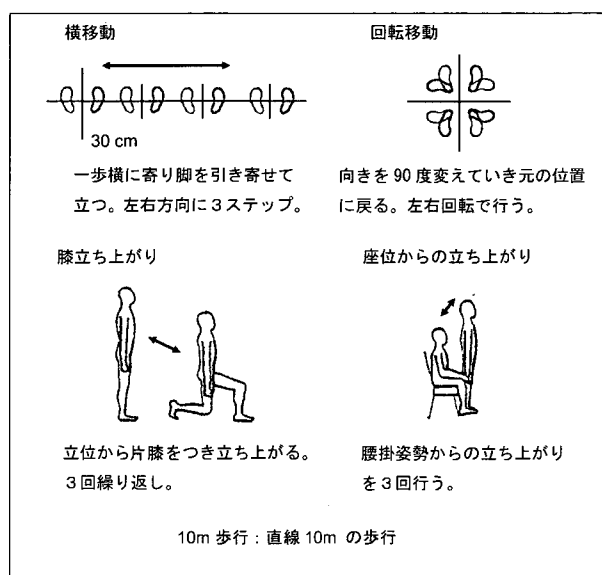 横移動
回転移動
30 cm
一歩横に寄り脚を引き寄せて
立つ。左右方向に３ステップ。
向きを 90 度変えていき元の位置
に戻る。左右回転で行う。
膝立ち上がり
座位からの立ち上がり
立位から片膝をつき立ち上がる。
３回繰り返し。
腰掛姿勢からの立ち上がり
を３回行う。
10m 歩行：直線 10m の歩行